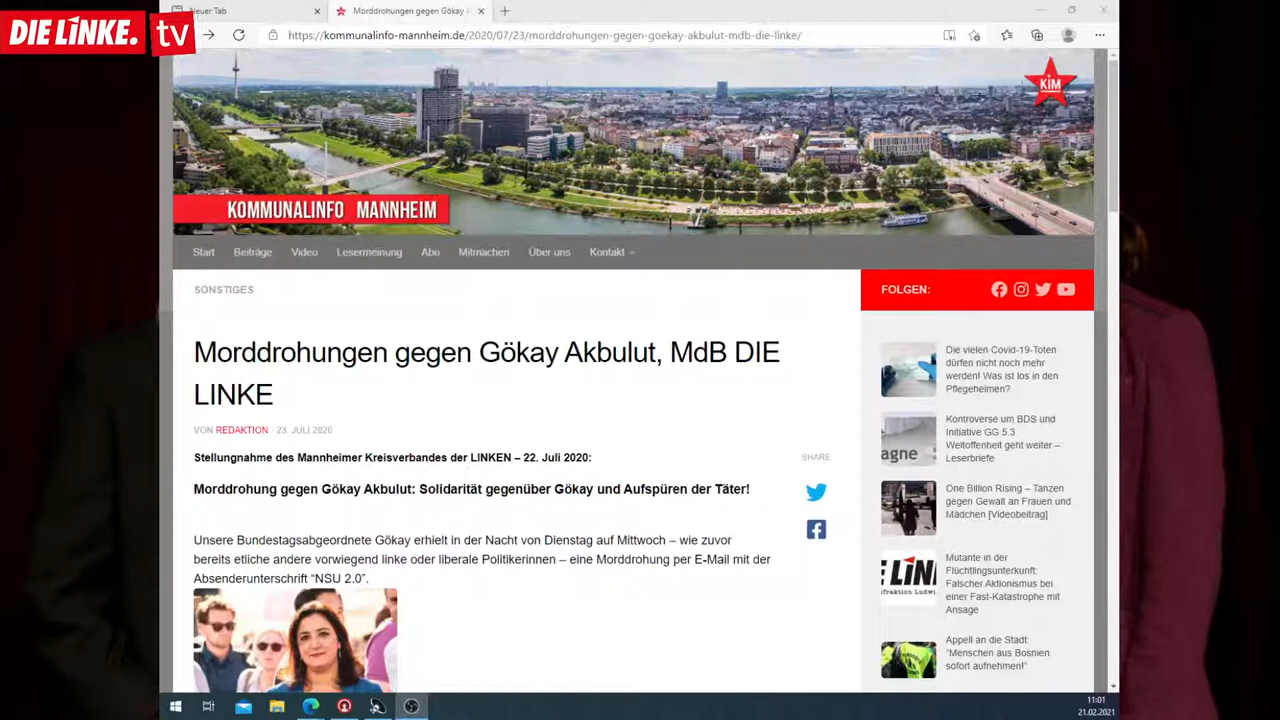 DIE LINKE. tv
Neuer Tab
Morddrohungen gegen Gökay A
https://kommunalinfo-mannheim.de/2020/07/23/morddrohungen-gegen-goekay-akbulut-mdb-die-linke/
KIM
KOMMUNALINFO MANNHEIM
Start Beiträge Video Lesermeinung Abo Mitmachen Über uns Kontakt
SONSTIGES
FOLGEN:
Morddrohungen gegen Gökay Akbulut, MdB DIE
LINKE
VON REDAKTION · 23. JULI 2020
Stellungnahme des Mannheimer Kreisverbandes der LINKEN – 22. Juli 2020:
SHARE
Morddrohung gegen Gökay Akbulut: Solidarität gegenüber Gökay und Aufspüren der Täter!
Unsere Bundestagsabgeordnete Gökay erhielt in der Nacht von Dienstag auf Mittwoch – wie zuvor
bereits etliche andere vorwiegend linke oder liberale Politikerinnen – eine Morddrohung per E-Mail mit der
Absenderunterschrift “NSU 2.0”.
Die vielen Covid-19-Toten
dürfen nicht noch mehr
werden! Was ist los in den
Pflegeheimen?
agne
Kontroverse um BDS und
Initiative GG 5.3
Weltoffenheit geht weiter –
Leserbriefe
One Billion Rising – Tanzen
gegen Gewalt an Frauen und
Mädchen [Videobeitrag]
Mutante in der
Flüchtlingsunterkunft:
Falscher Aktionismus bei
einer Fast-Katastrophe mit
Ansage
Appell an die Stadt:
“Menschen aus Bosnien
sofort aufnehmen!”
11:01
21.02.2021